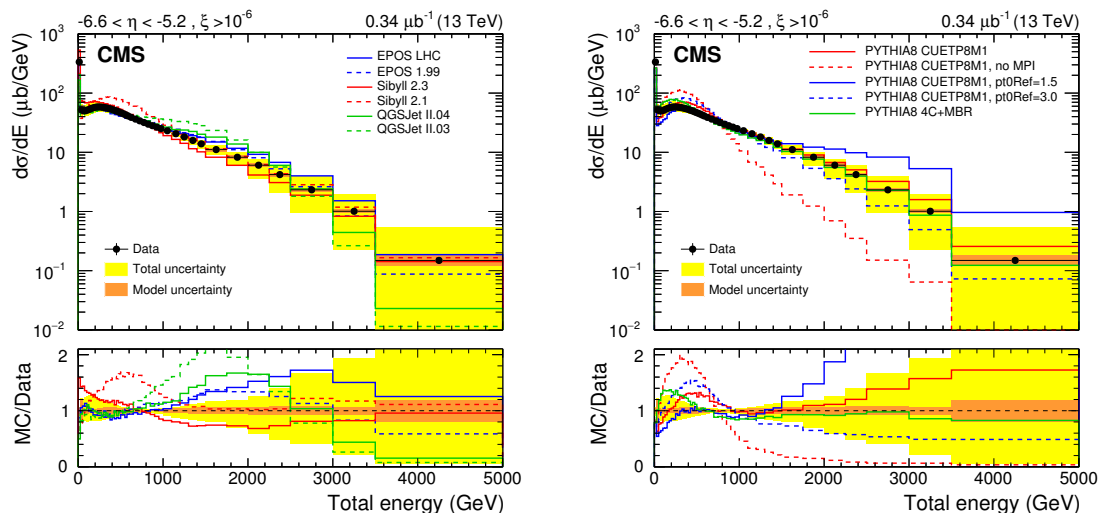 -6.6 < η < -5.2 , ξ >10⁻⁶
0.34 μb⁻¹ (13 TeV)
CMS
dσ/dE (μb/GeV)
10³
10²
10
1
10⁻¹
10⁻²
EPOS LHC
EPOS 1.99
Sibyll 2.3
Sibyll 2.1
QGSJet II.04
QGSJet II.03
Data
Total uncertainty
Model uncertainty
MC/Data
2
1
0
0 1000 2000 3000 4000 5000
Total energy (GeV)
-6.6 < η < -5.2 , ξ >10⁻⁶
0.34 μb⁻¹ (13 TeV)
CMS
dσ/dE (μb/GeV)
10³
10²
10
1
10⁻¹
10⁻²
PYTHIA8 CUETP8M1
PYTHIA8 CUETP8M1, no MPI
PYTHIA8 CUETP8M1, pt0Ref=1.5
PYTHIA8 CUETP8M1, pt0Ref=3.0
PYTHIA8 4C+MBR
Data
Total uncertainty
Model uncertainty
MC/Data
2
1
0
0 1000 2000 3000 4000 5000
Total energy (GeV)